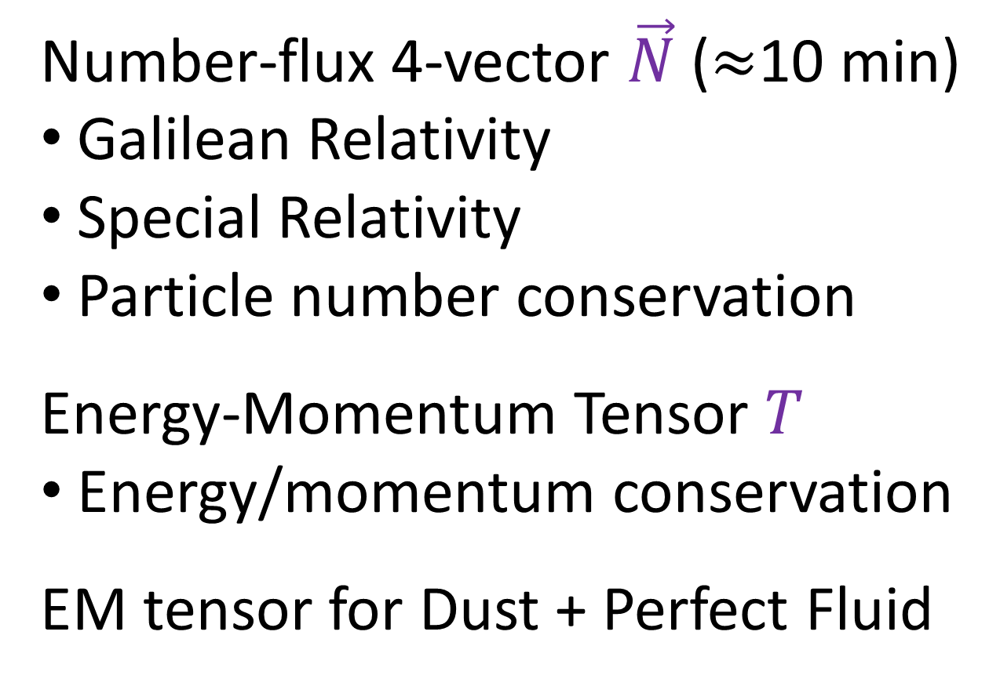 Number-flux 4-vector $\vec{N}$ (≈10 min)
• Galilean Relativity
• Special Relativity
• Particle number conservation
Energy-Momentum Tensor $T$
• Energy/momentum conservation
EM tensor for Dust + Perfect Fluid